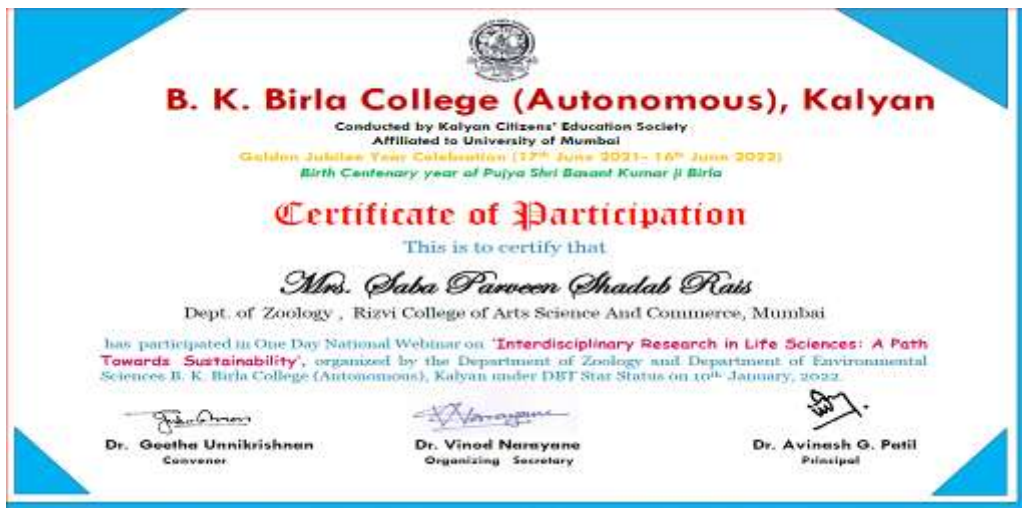 B. K. Birla College (Autonomous), Kalyan
Conducted by Kalyan Citizens' Education Society
Affiliated to University of Mumbai
Golden Jubilee Year Celebration (17th June 2021- 16th June 2022)
Birth Centenary year of Pujya Shri Basant Kumar ji Birla
Certificate of Participation
This is to certify that
Mrs. Saba Parveen Shadab Rais
Dept. of Zoology , Rizvi College of Arts Science And Commerce, Mumbai
has participated in One Day National Webinar on 'Interdisciplinary Research in Life Sciences: A Path
Towards Sustainability', organized by the Department of Zoology and Department of Environmental
Sciences B. K. Birla College (Autonomous), Kalyan under DBT Star Status on 10th January, 2022.
Dr. Geetha Unnikrishnan Dr. Vinod Narayane Dr. Avinash G. Patil
Convener Organizing Secretary Principal